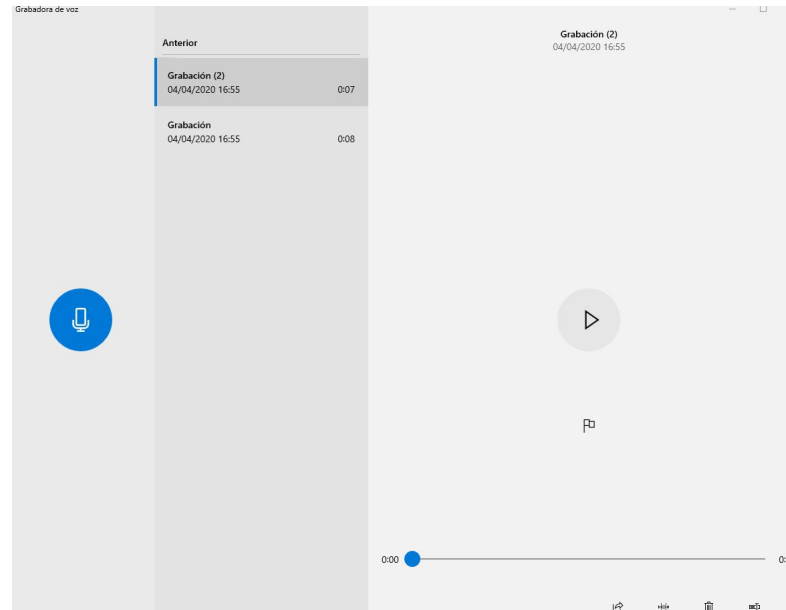 Grabadora de voz
Anterior
Grabación (2)
04/04/2020 16:55 0:07
Grabación
04/04/2020 16:55 0:08
Grabación (2)
04/04/2020 16:55
0:00